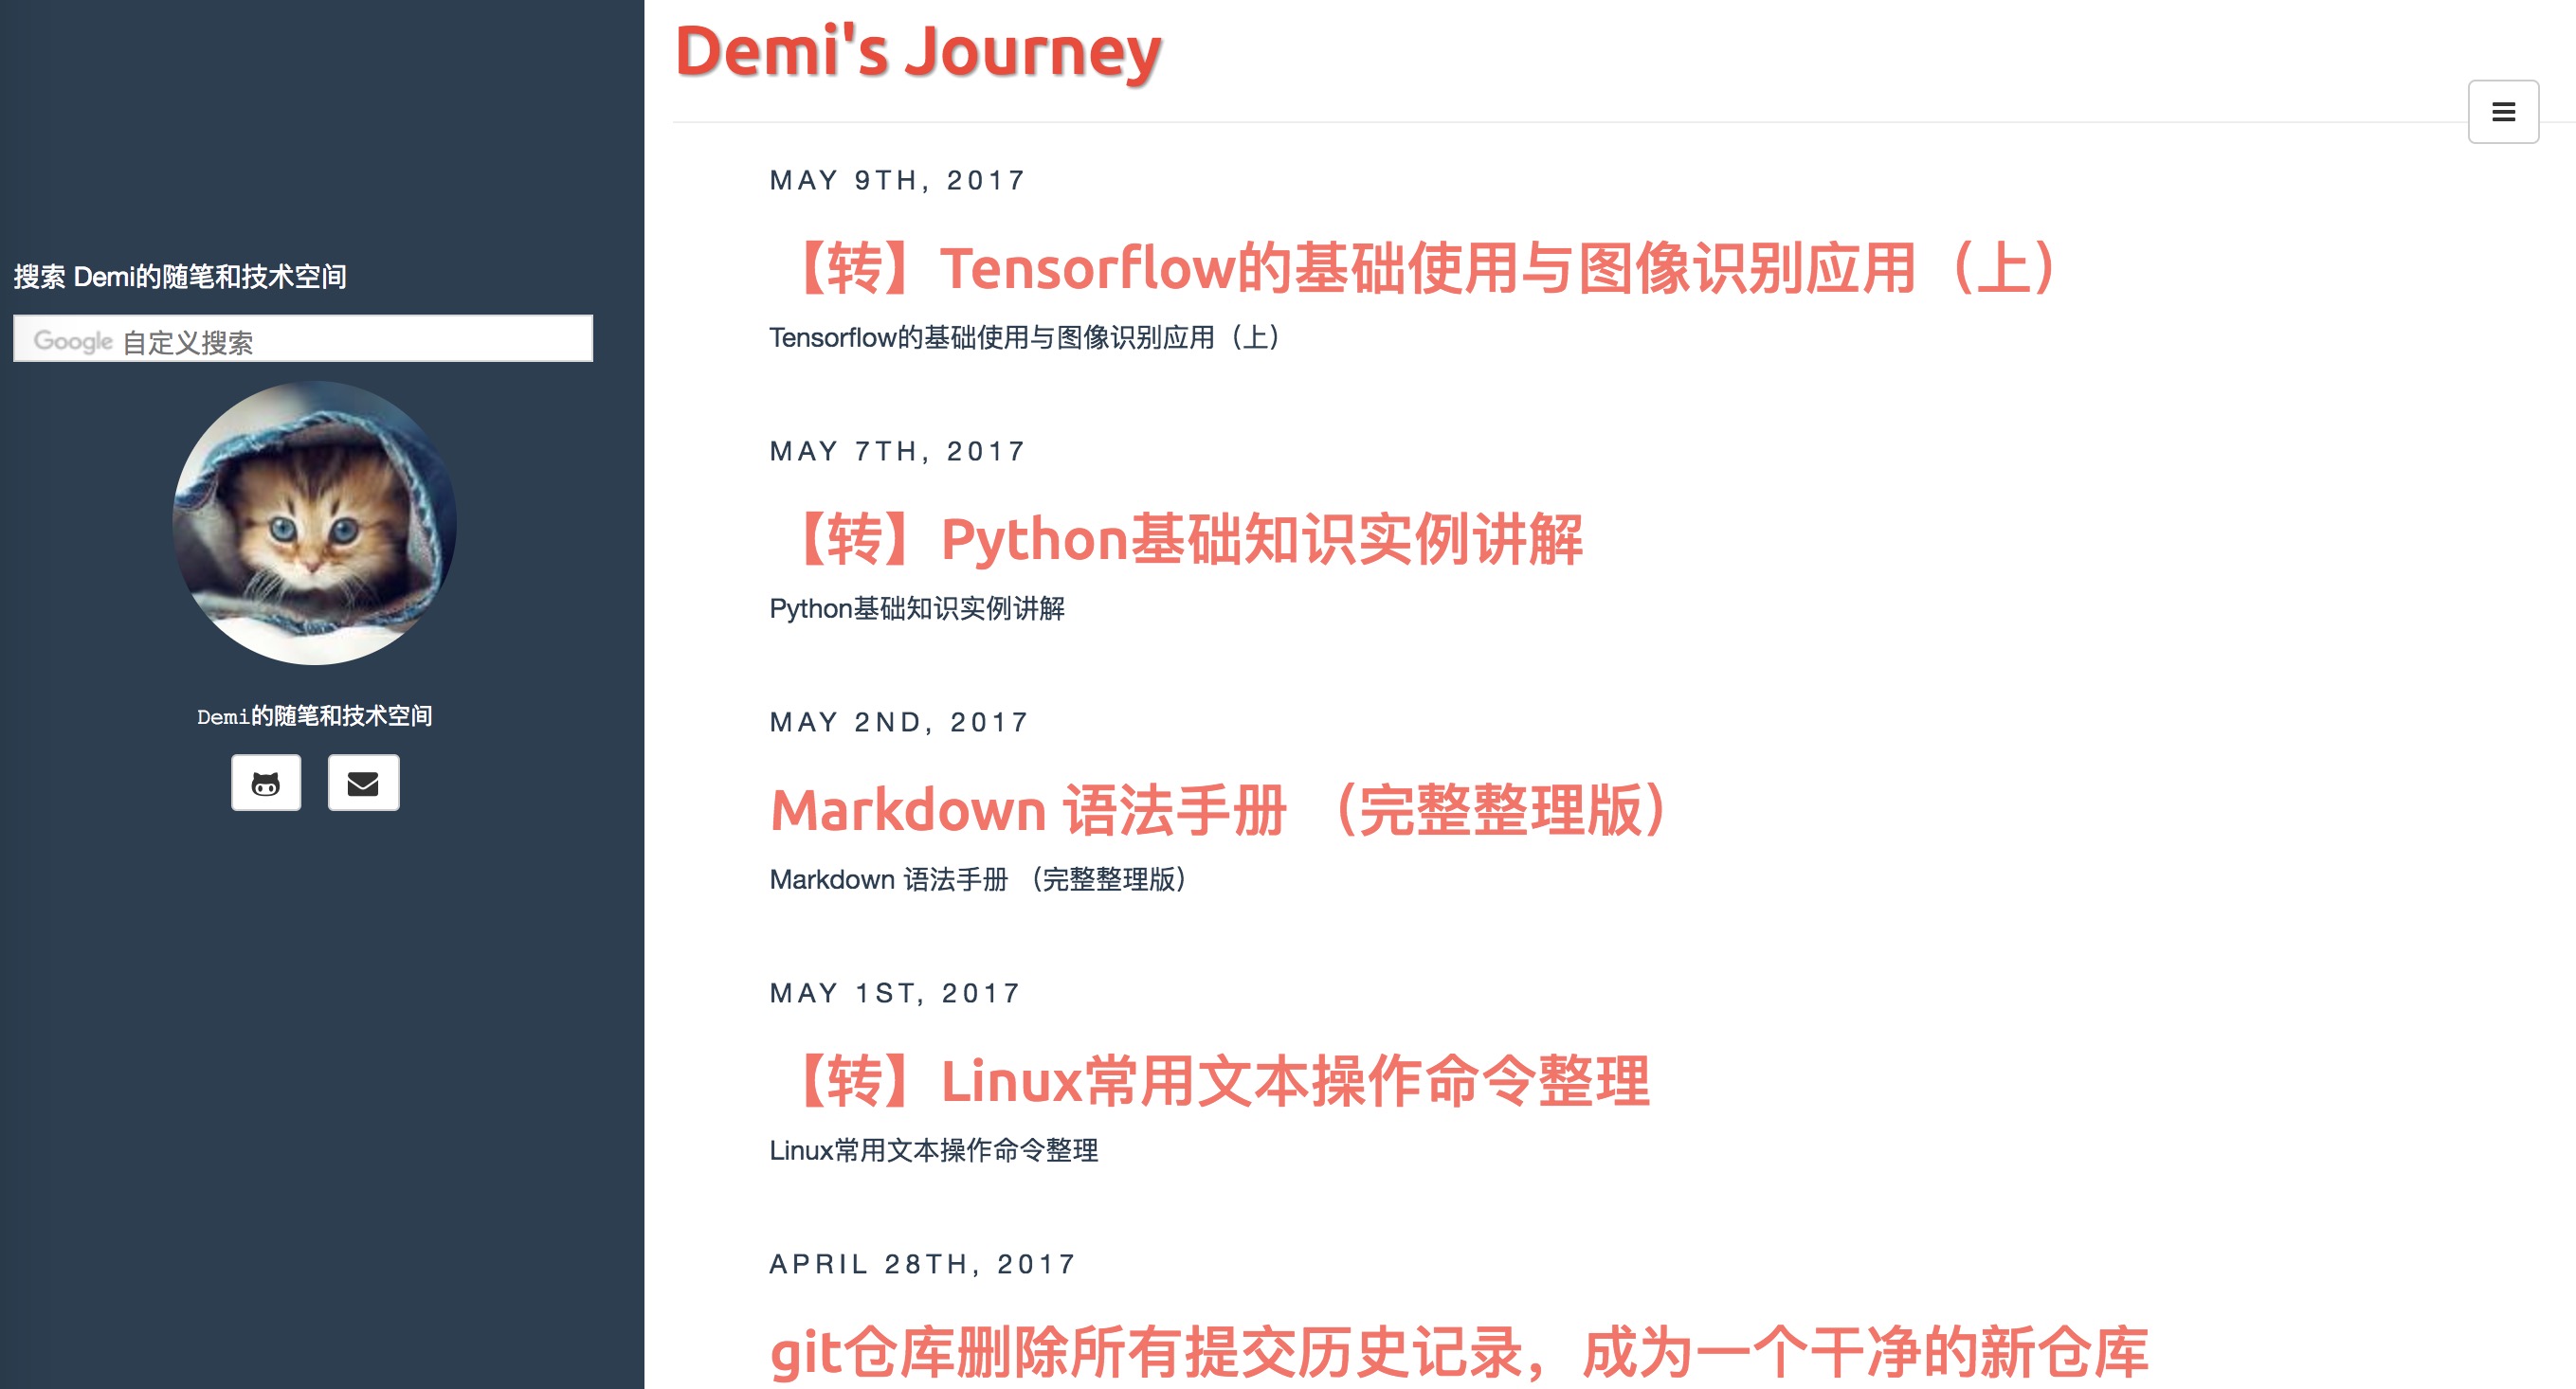 搜索 Demi的随笔和技术空间
Google 自定义搜索
Demi的随笔和技术空间
Demi's Journey
MAY 9TH, 2017
【转】Tensorflow的基础使用与图像识别应用（上）
Tensorflow的基础使用与图像识别应用（上）
MAY 7TH, 2017
【转】Python基础知识实例讲解
Python基础知识实例讲解
MAY 2ND, 2017
Markdown 语法手册 （完整整理版）
Markdown 语法手册 （完整整理版）
MAY 1ST, 2017
【转】Linux常用文本操作命令整理
Linux常用文本操作命令整理
APRIL 28TH, 2017
git仓库删除所有提交历史记录，成为一个干净的新仓库